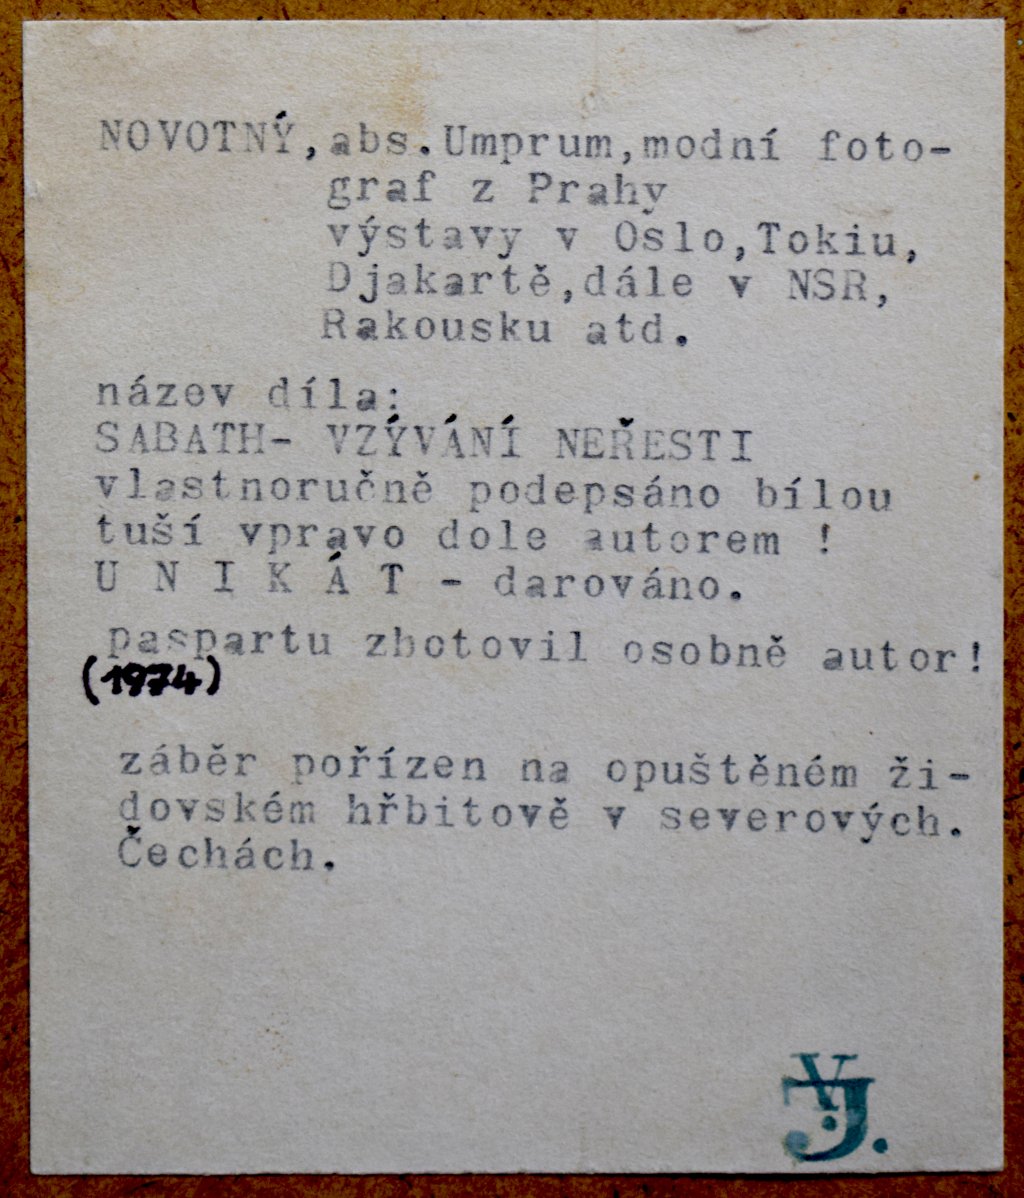 NOVOTNÝ,abs.Umprum,modní foto-
graf z Prahy
výstavy v Oslo,Tokiu,
Djakartě,dále v NSR,
Rakousku atd.
název díla:
SABATH- VZÝVÁNÍ NEŘESTI
vlastnoručně podepsáno bílou
tuší vpravo dole autorem !
U N I K Á T - darováno.
paspartu zhotovil osobně autor!
(1974)
záběr pořízen na opuštěném ži-
dovském hřbitově v severových.
Čechách.
VJ.